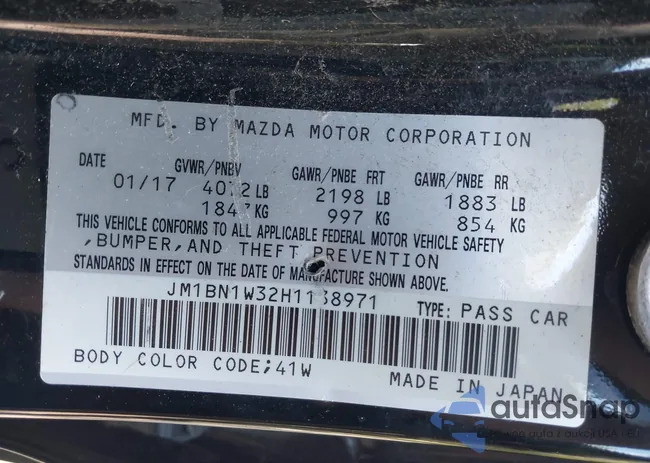 MFD. BY MAZDA MOTOR CORPORATION
DATE GVWR/PNBV GAWR/PNBE FRT GAWR/PNBE RR
01/17 LB 2198 LB 1883 LB
KG 997 KG 854 KG
THIS VEHICLE CONFORMS TO ALL APPLICABLE FEDERAL MOTOR VEHICLE SAFETY
,BUMPER,AND THEFT PREVENTION
STANDARDS IN EFFECT ON THE DATE OF MANUFACTURE SHOWN ABOVE.
TYPE: PASS CAR
BODY COLOR CODE;41W
MADE IN JAPAN
autoSnap